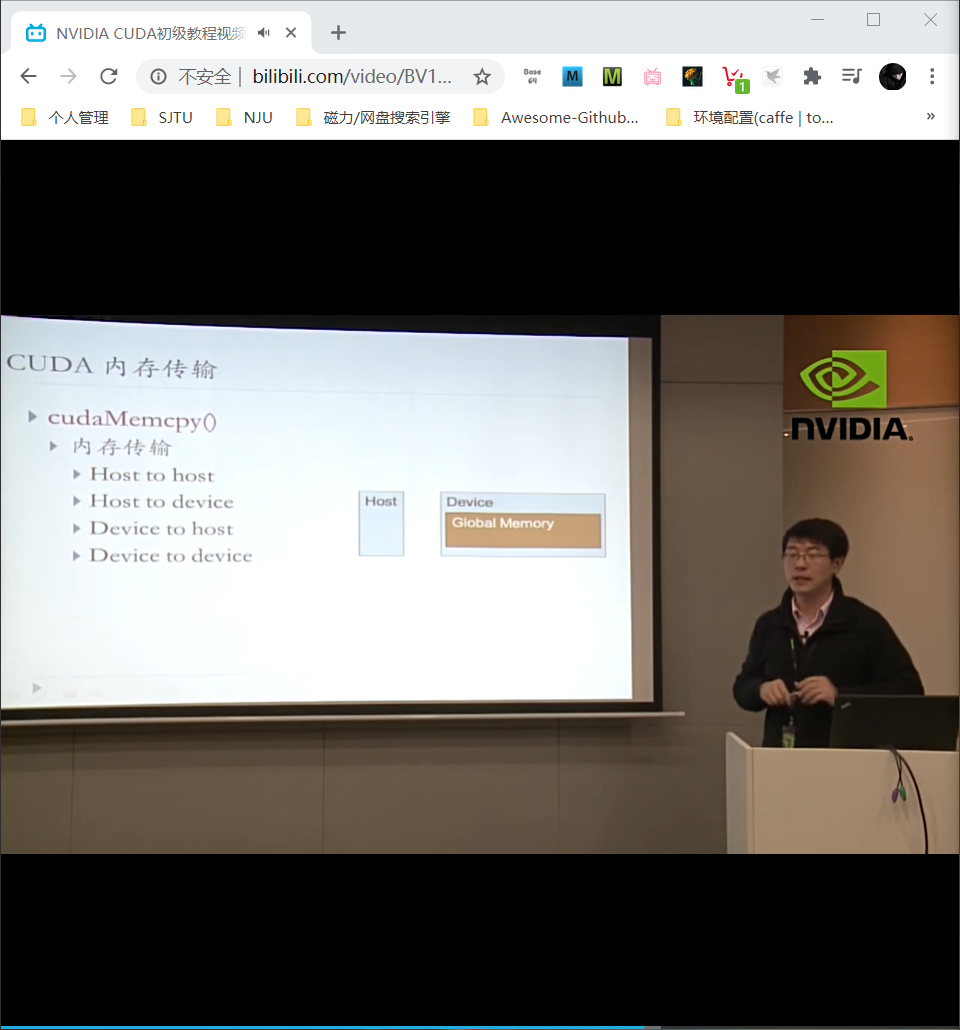 NVIDIA CUDA初级教程视频
不安全 | bilibili.com/video/BV1...
Base
64
M
M
1
个人管理
SJTU
NJU
磁力/网盘搜索引擎
Awesome-Github...
环境配置(caffe | to...
»
CUDA 内存传输
cudaMemcpy()
内存传输
Host to host
Host to device
Device to host
Device to device
Host
Device
Global Memory
NVIDIA.